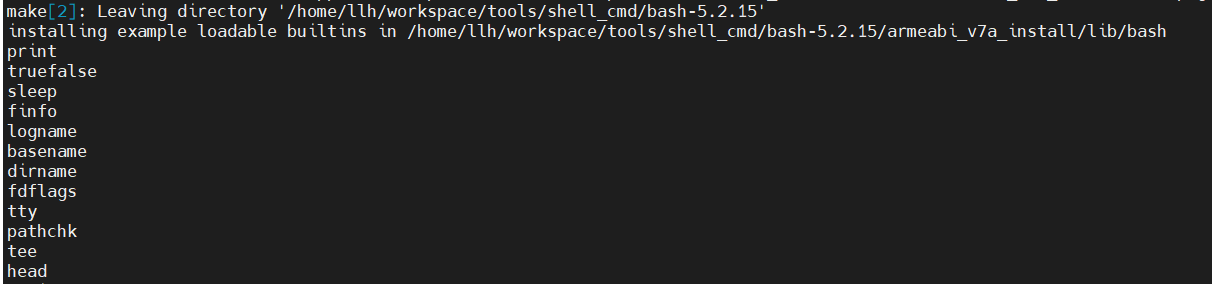 make[2]: Leaving directory '/home/llh/workspace/tools/shell_cmd/bash-5.2.15'
installing example loadable builtins in /home/llh/workspace/tools/shell_cmd/bash-5.2.15/armeabi_v7a_install/lib/bash
print
truefalse
sleep
finfo
logname
basename
dirname
fdflags
tty
pathchk
tee
head